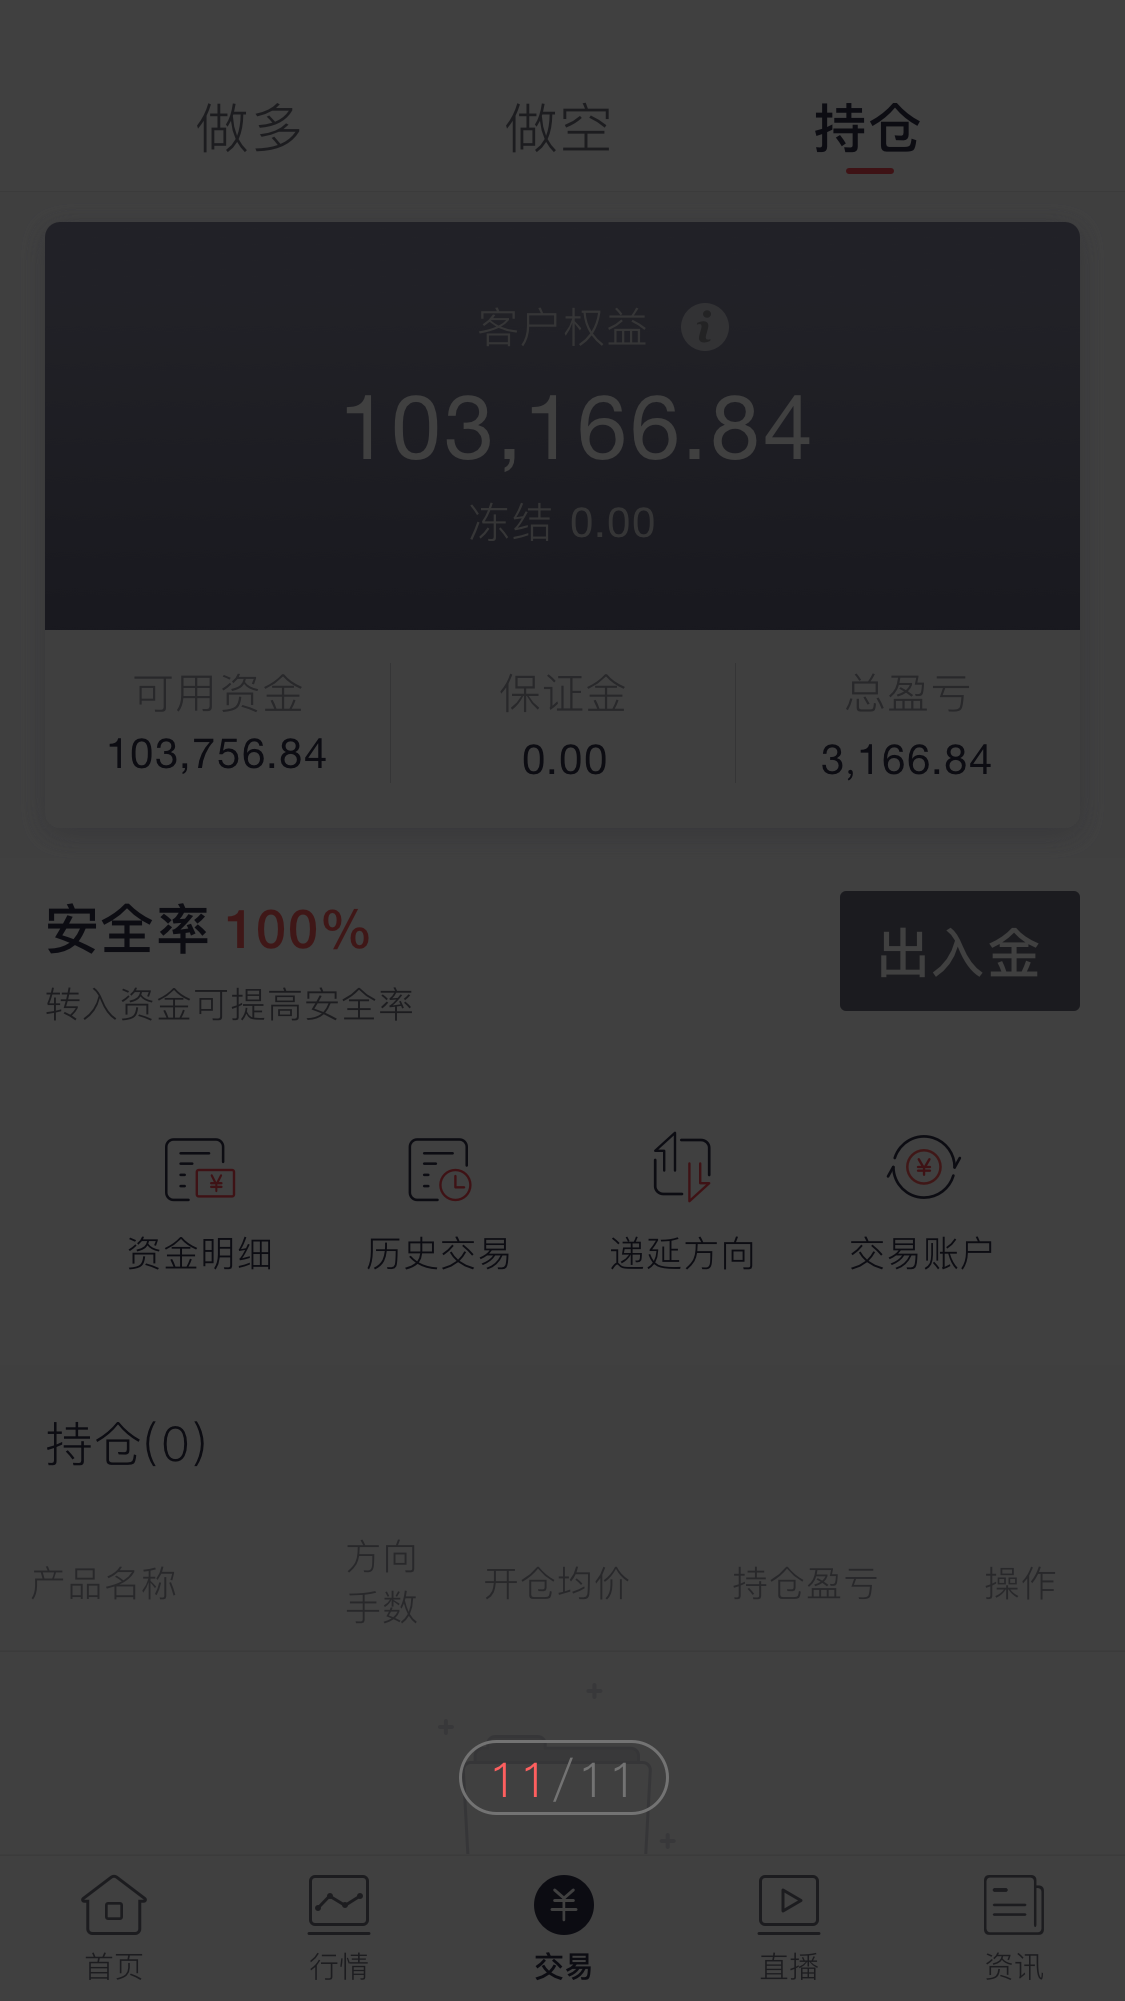 做多 做空 持仓
客户权益 i
103,166.84
冻结 0.00
可用资金 保证金 总盈亏
103,756.84 0.00 3,166.84
安全率 100%
出入金
转入资金可提高安全率
资金明细 历史交易 递延方向 交易账户
持仓(0)
产品名称 方向 开仓均价 持仓盈亏 操作
手数
11/11
首页 行情 交易 直播 资讯